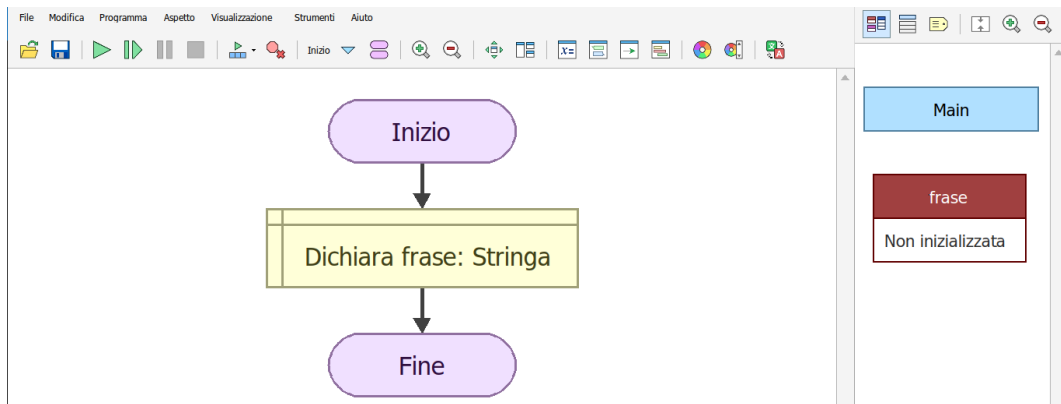 File Modifica Programma Aspetto Visualizzazione Strumenti Aiuto
Inizio
x=
A
Main
Inizio
frase
Non inizializzata
Dichiara frase: Stringa
Fine